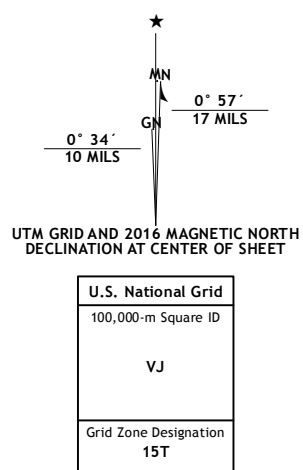 ★
MN
0° 57´
17 MILS
GN
0° 34´
10 MILS
UTM GRID AND 2016 MAGNETIC NORTH
DECLINATION AT CENTER OF SHEET
U.S. National Grid
100,000-m Square ID
VJ
Grid Zone Designation
15T